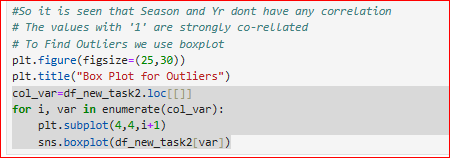 #So it is seen that Season and Yr dont have any correlation
# The values with '1' are strongly co-rellated
# To Find Outliers we use boxplot
plt.figure(figsize=(25,30))
plt.title("Box Plot for Outliers")
col_var=df_new_task2.loc[[]]
for i, var in enumerate(col_var):
    plt.subplot(4,4,i+1)
    sns.boxplot(df_new_task2[var])